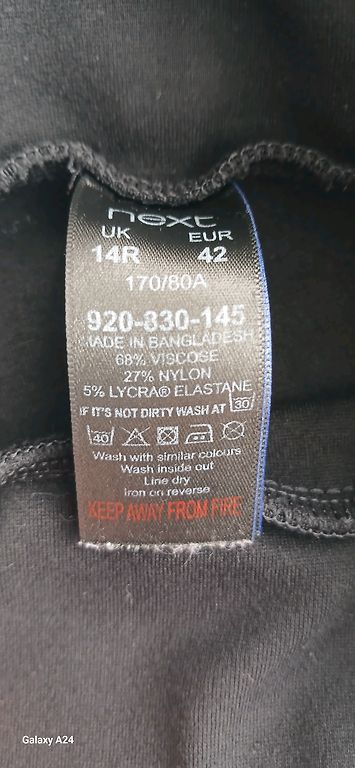 next
UK EUR
14R 42
170/80A
920-830-145
MADE IN BANGLADESH
68% VISCOSE
27% NYLON
5% LYCRA® ELASTANE
IF IT'S NOT DIRTY WASH AT 30
40
Wash with similar colours
Wash inside out
Line dry
Iron on reverse
KEEP AWAY FROM FIRE
Galaxy A24